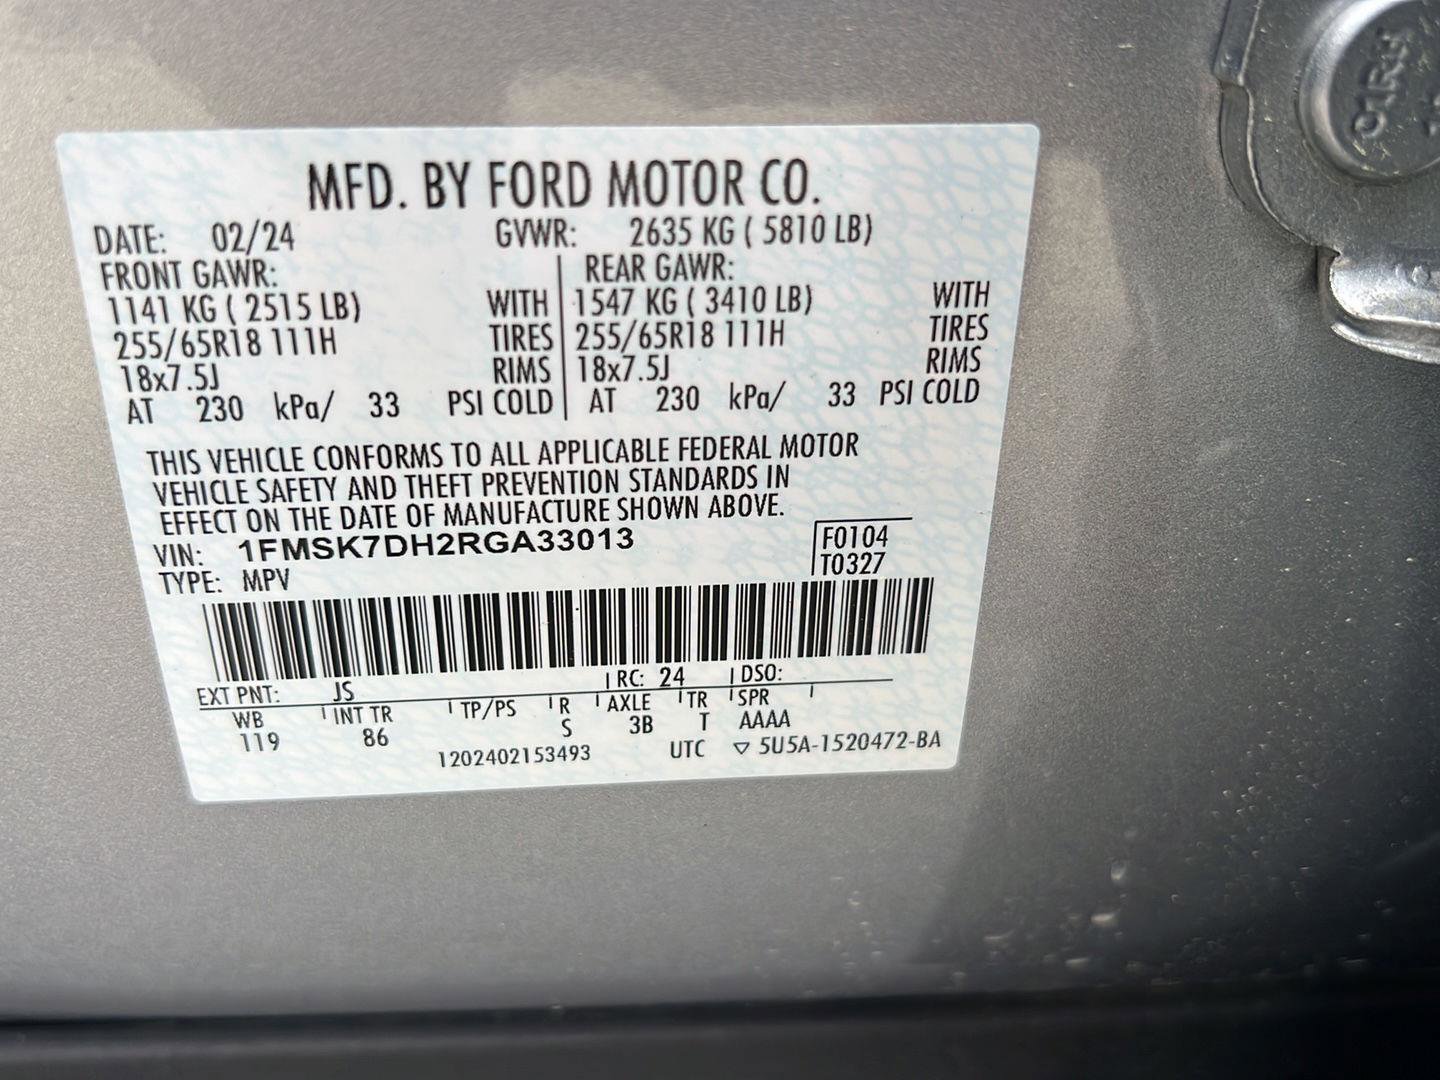 MFD. BY FORD MOTOR CO.
DATE: 02/24 GVWR: 2635 KG ( 5810 LB)
FRONT GAWR: REAR GAWR:
1141 KG ( 2515 LB) WITH 1547 KG ( 3410 LB) WITH
255/65R18 111H TIRES 255/65R18 111H TIRES
18x7.5J RIMS 18x7.5J RIMS
AT 230 kPa/ 33 PSI COLD AT 230 kPa/ 33 PSI COLD
THIS VEHICLE CONFORMS TO ALL APPLICABLE FEDERAL MOTOR
VEHICLE SAFETY AND THEFT PREVENTION STANDARDS IN
EFFECT ON THE DATE OF MANUFACTURE SHOWN ABOVE.
VIN: 1FMSK7DH2RGA33013 F0104
TYPE: MPV T0327
EXT PNT: JS RC: 24 DSO:
WB INT TR TP/PS R AXLE TR SPR
119 86 S 3B T AAAA
1202402153493 UTC ▽ 5U5A-1520472-BA